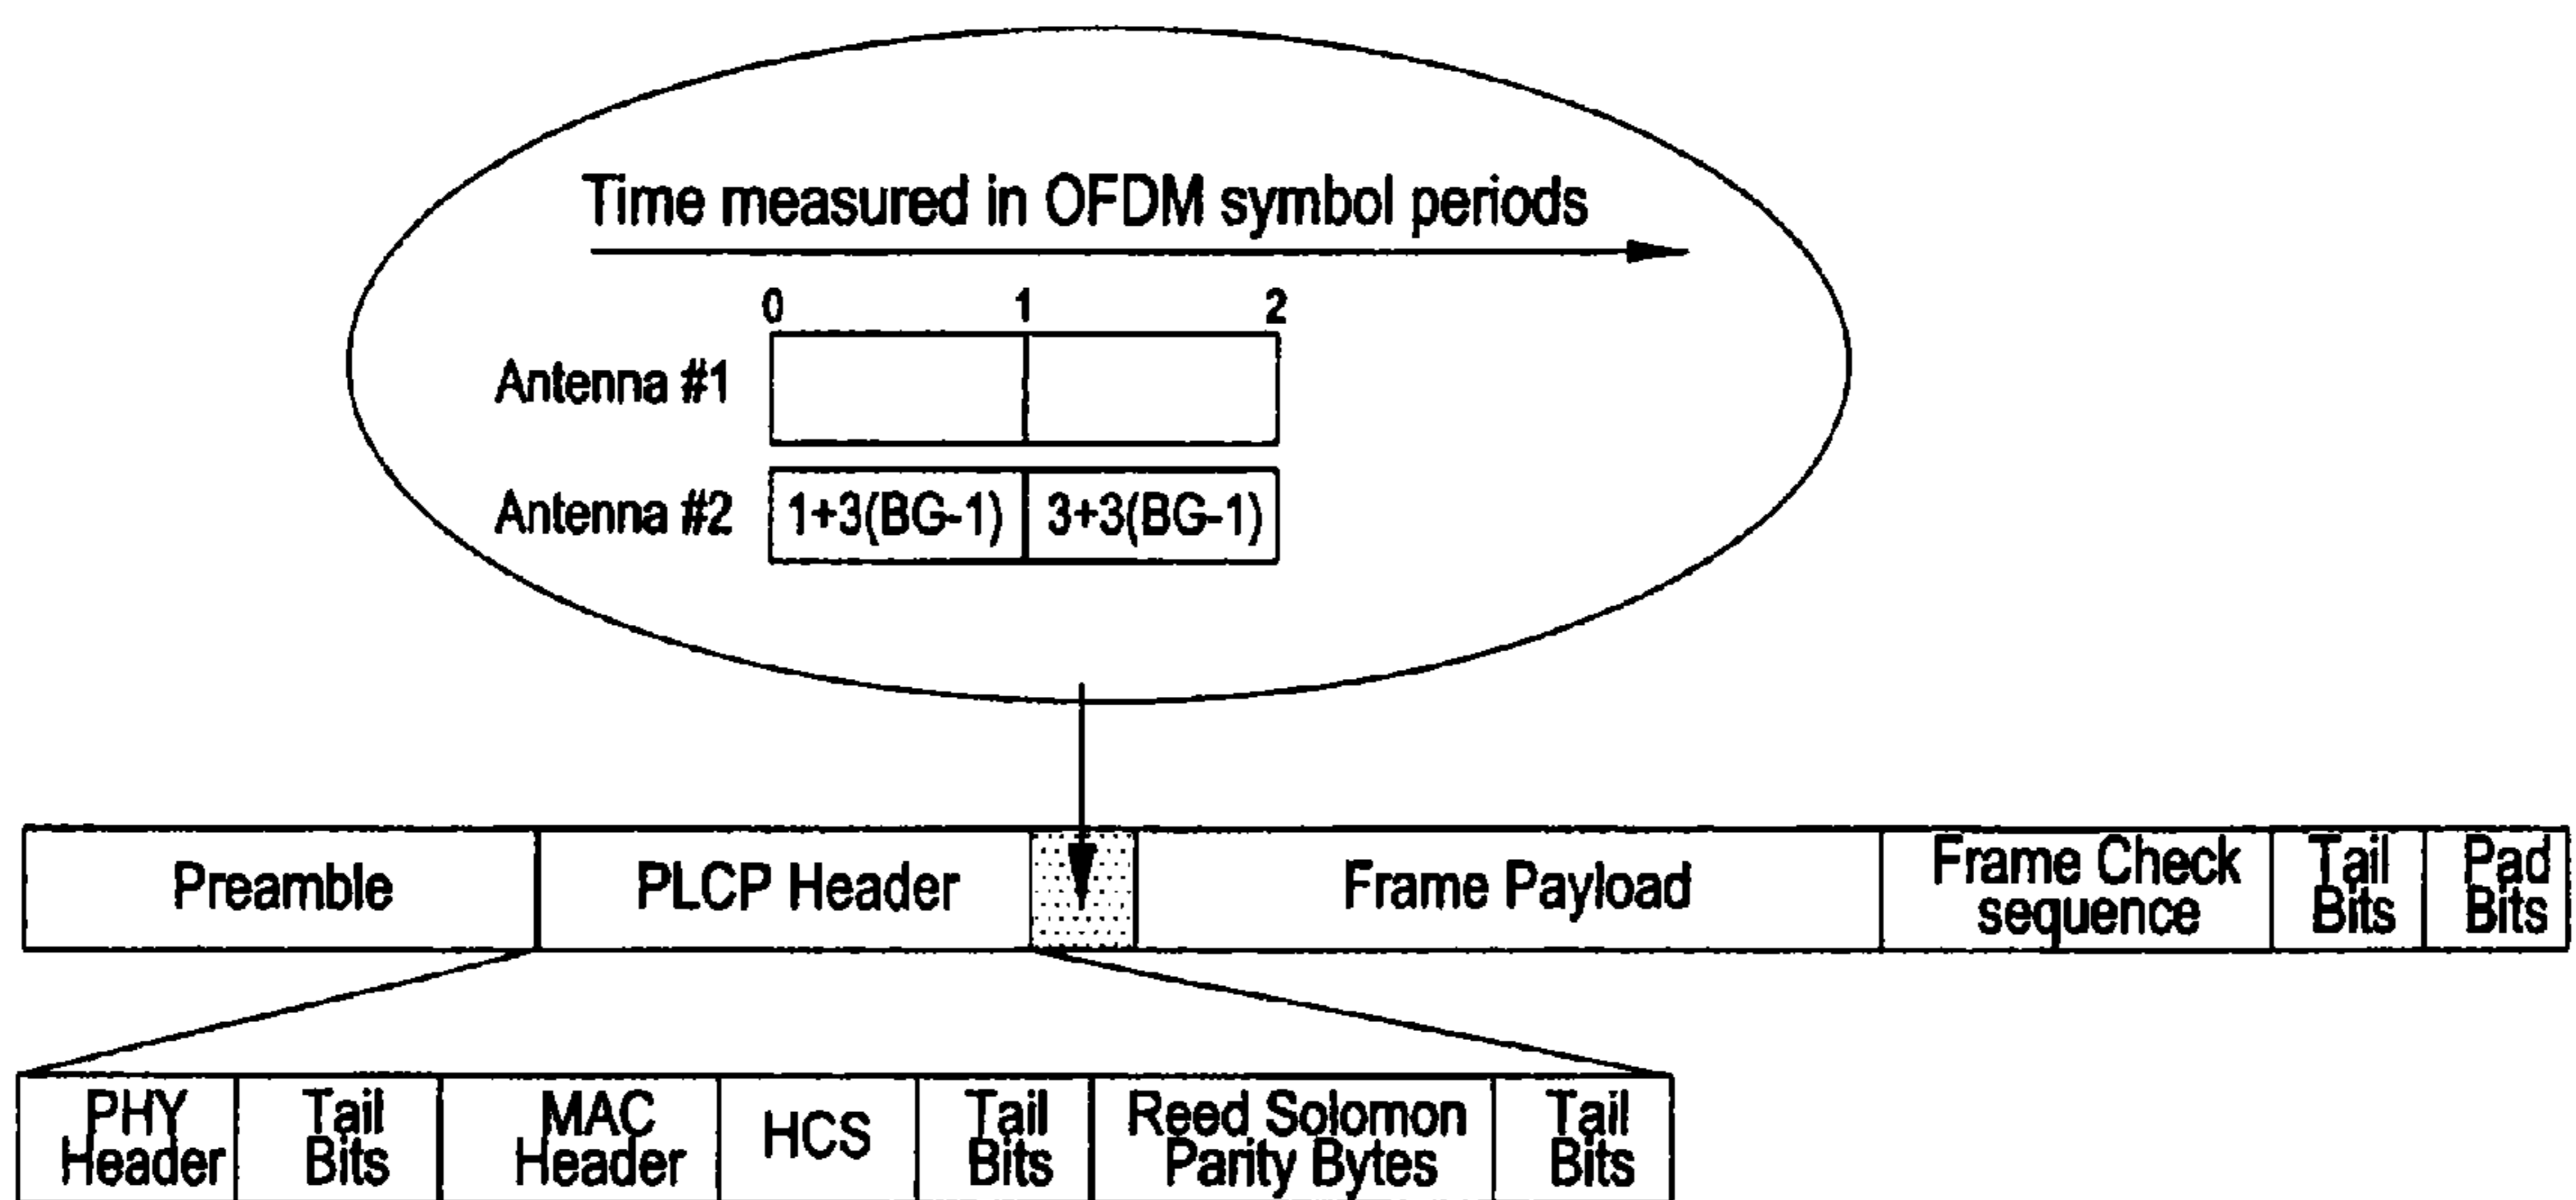 Time measured in OFDM symbol periods
0 1 2
Antenna #1
Antenna #2 1+3(BG-1) 3+3(BG-1)
Preamble
PLCP Header
Frame Payload
Frame Check
sequence
Tail
Bits
Pad
Bits
PHY
Header
Tail
Bits
MAC
Header
HCS
Tail
Bits
Reed Solomon
Parity Bytes
Tail
Bits